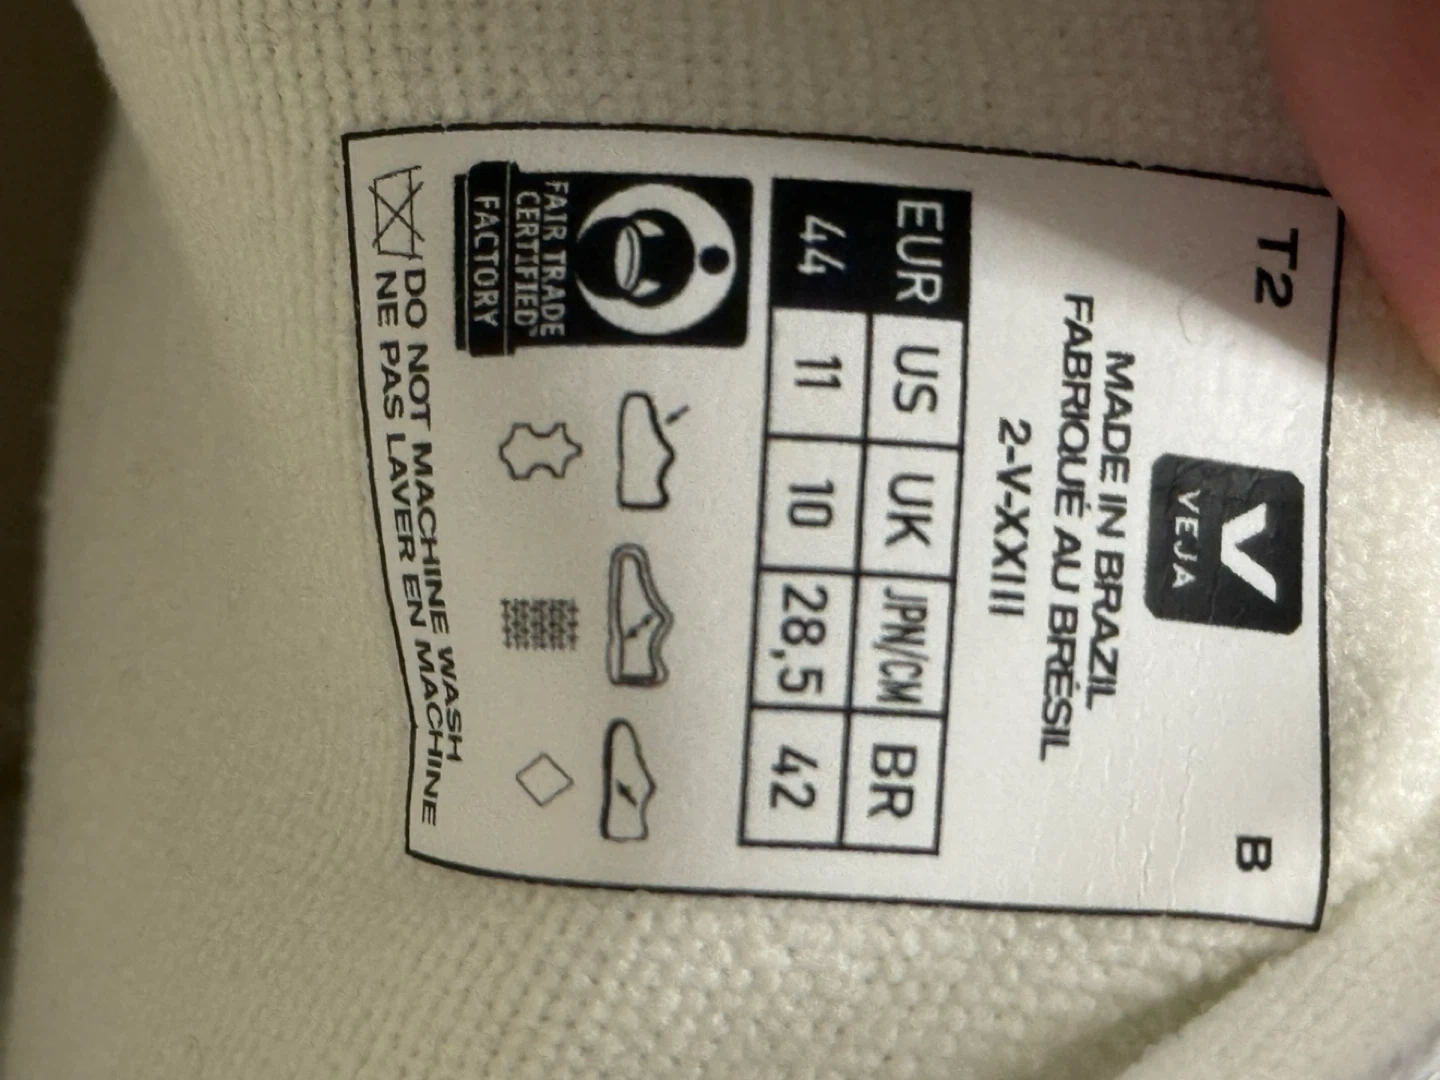 T2 B
VEJA
MADE IN BRAZIL
FABRIQUÉ AU BRÉSIL
2-V-XXIII
EUR US UK JPN/CM BR
44 11 10 28,5 42
FAIR TRADE
CERTIFIED™
FACTORY
DO NOT MACHINE WASH
NE PAS LAVER EN MACHINE